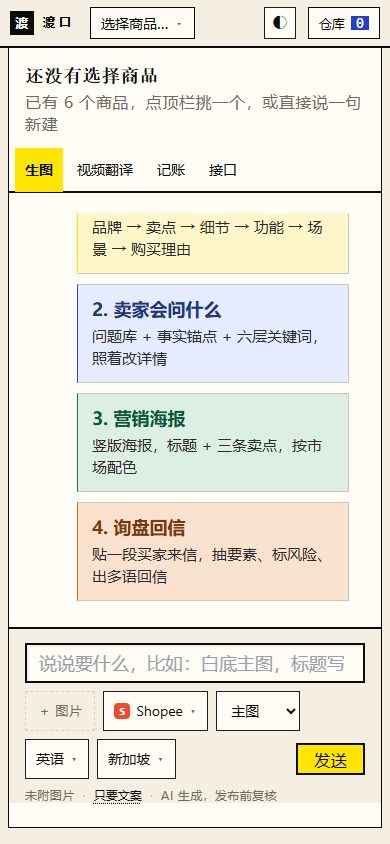 渡 渡口 选择商品... 仓库 0
还没有选择商品
已有 6 个商品，点顶栏挑一个，或直接说一句
新建
生图 视频翻译 记账 接口
品牌 → 卖点 → 细节 → 功能 → 场
景 → 购买理由
2. 卖家会问什么
问题库 + 事实锚点 + 六层关键词，
照着改详情
3. 营销海报
竖版海报，标题 + 三条卖点，按市
场配色
4. 询盘回信
贴一段买家来信，抽要素、标风险、
出多语回信
说说要什么，比如：白底主图，标题写
+ 图片 S Shopee 主图
英语 新加坡 发送
未附图片 · 只要文案 · AI 生成，发布前复核